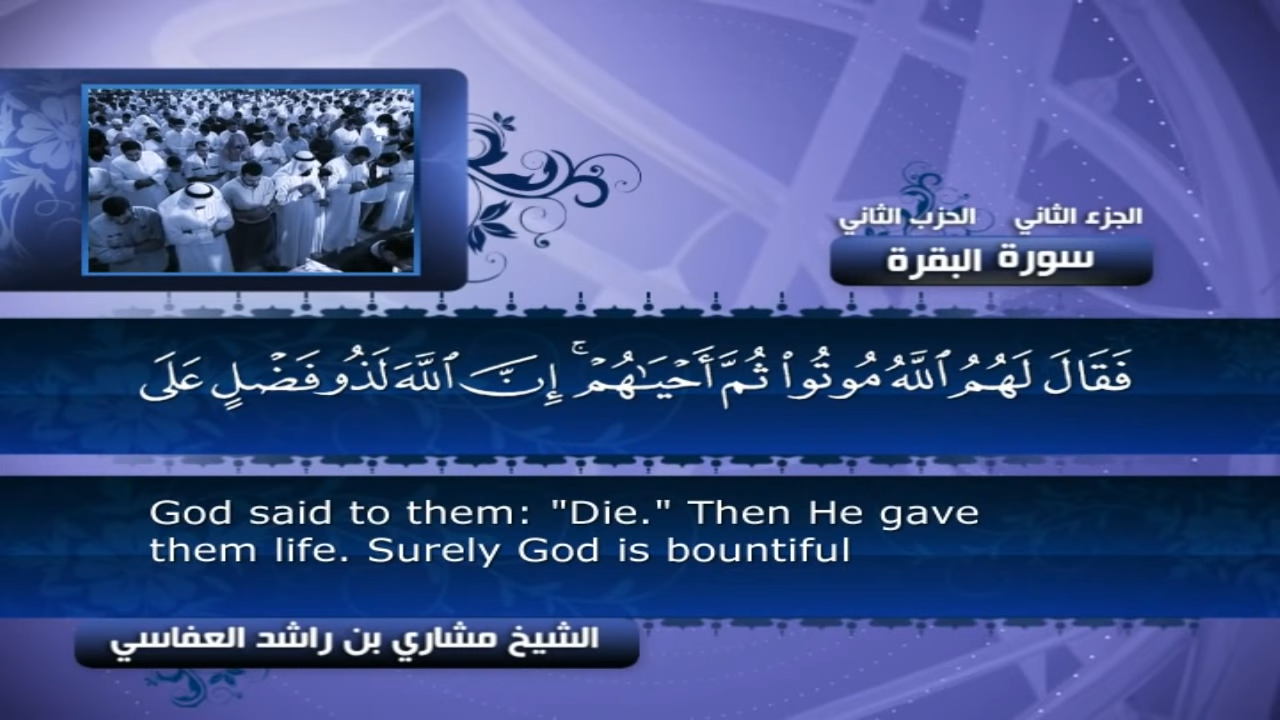 الجزء الثاني الحزب الثاني
سورة البقرة
فَقَالَ لَهُمُ ٱللَّهُ مُوتُوا۟ ثُمَّ أَحْيَـٰهُمْ ۚ إِنَّ ٱللَّهَ لَذُو فَضْلٍ عَلَى
God said to them: "Die." Then He gave
them life. Surely God is bountiful
الشيخ مشاري بن راشد العفاسي